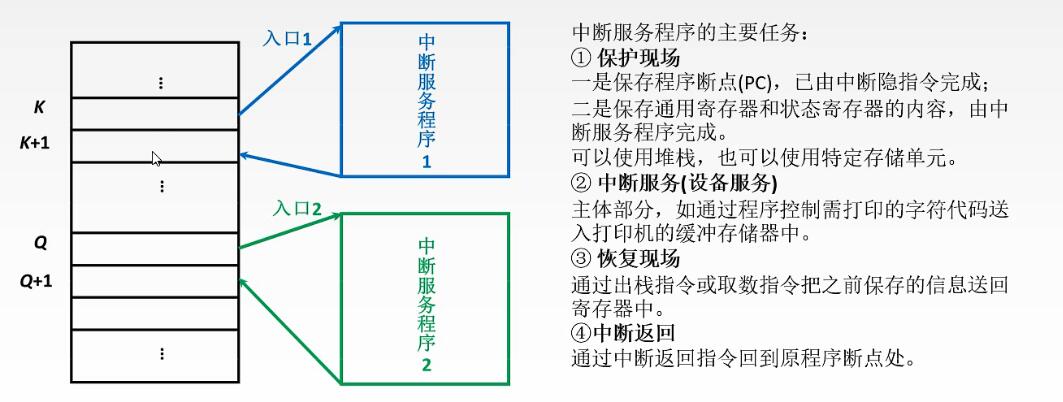 入口1
中断服务程序1
⋮
K
K+1
⋮
入口2
Q
中断服务程序2
Q+1
⋮
中断服务程序的主要任务：
① 保护现场
一是保存程序断点(PC)，已由中断隐指令完成；
二是保存通用寄存器和状态寄存器的内容，由中
断服务程序完成。
可以使用堆栈，也可以使用特定存储单元。
② 中断服务(设备服务)
主体部分，如通过程序控制需打印的字符代码送
入打印机的缓冲存储器中。
③ 恢复现场
通过出栈指令或取数指令把之前保存的信息送回
寄存器中。
④中断返回
通过中断返回指令回到原程序断点处。